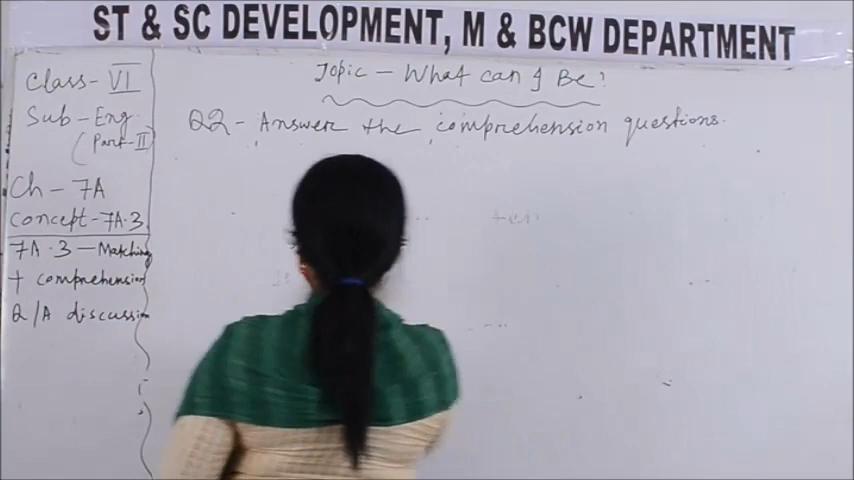 ST & SC DEVELOPMENT, M & BCW DEPARTMENT
Class- VI
Sub- Eng
(Part-II
Ch - 7A
Concept-7A.3
7A.3 - Matching
+ comprehension
Q/A discussion
Topic - What can I Be?
Q2- Answer the comprehension questions.